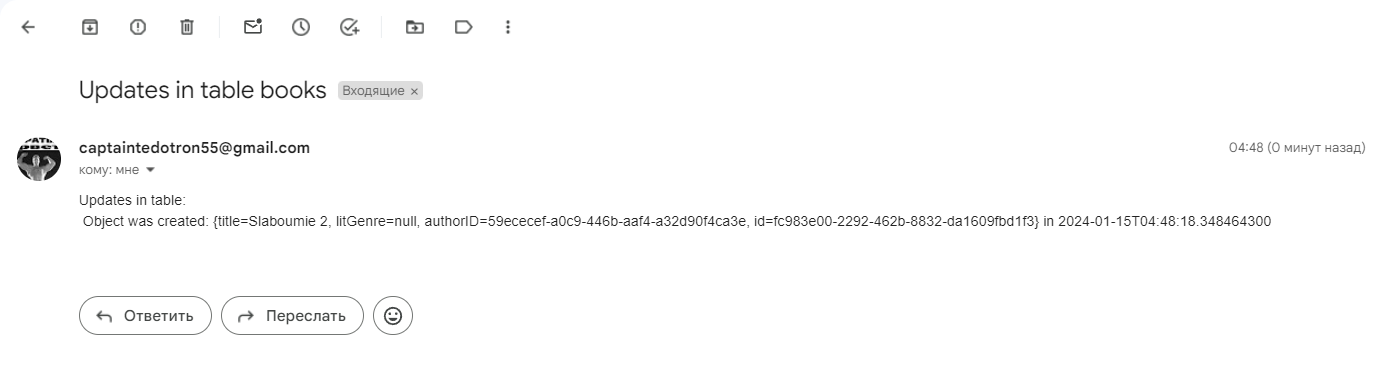 Updates in table books Входящие ×
captaintedotron55@gmail.com 04:48 (0 минут назад)
кому: мне
Updates in table:
Object was created: {title=Slaboumie 2, litGenre=null, authorID=59ececef-a0c9-446b-aaf4-a32d90f4ca3e, id=fc983e00-2292-462b-8832-da1609fbd1f3} in 2024-01-15T04:48:18.348464300
Ответить Переслать